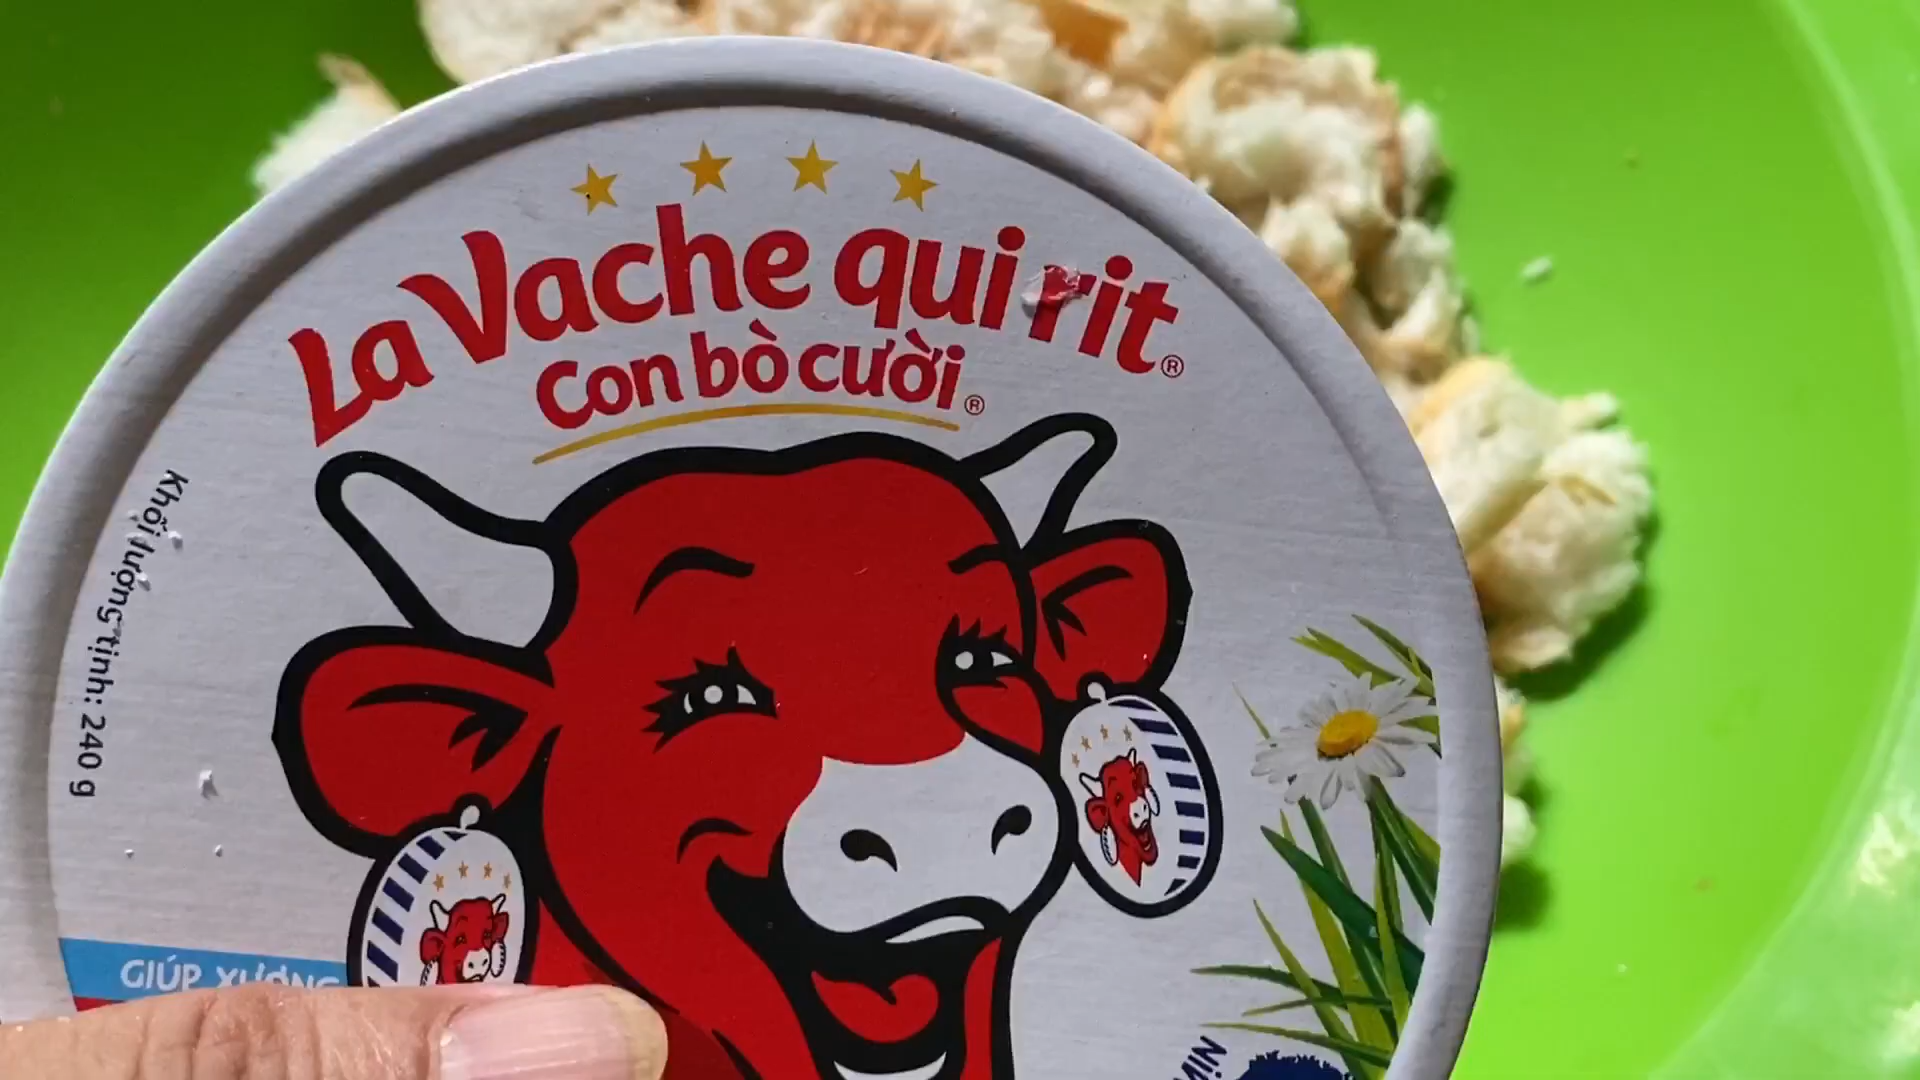 La Vache qui rit®
Con bò cười®
Khối lượng tịnh: 240 g
GIÚP XƯƠNG